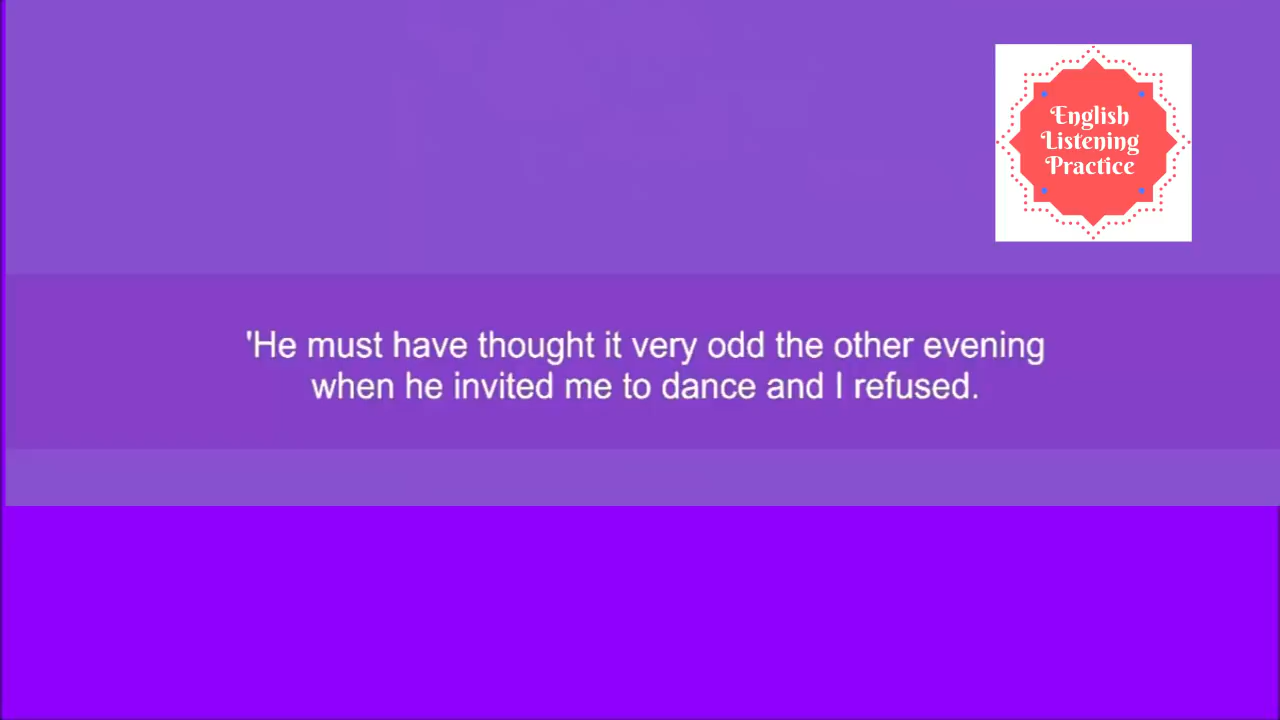 English
Listening
Practice
'He must have thought it very odd the other evening
when he invited me to dance and I refused.